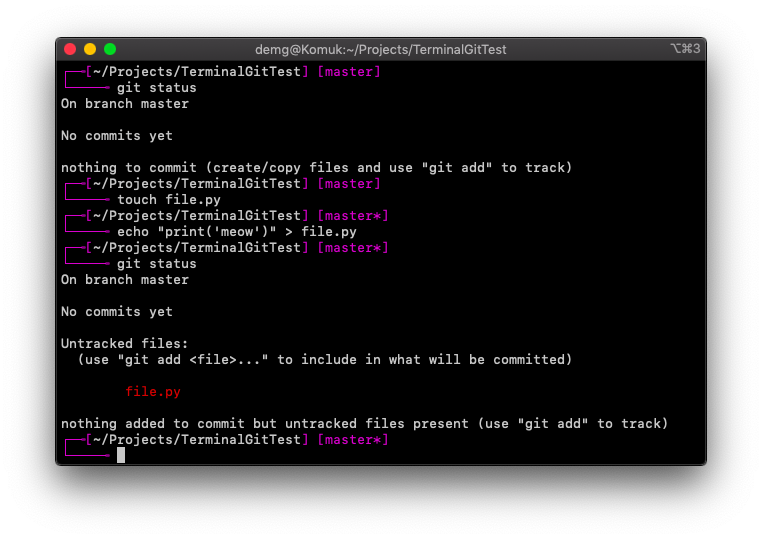 demg@Komuk:~/Projects/TerminalGitTest ⌥⌘3
[~/Projects/TerminalGitTest] [master]
git status
On branch master
No commits yet
nothing to commit (create/copy files and use "git add" to track)
[~/Projects/TerminalGitTest] [master]
touch file.py
[~/Projects/TerminalGitTest] [master*]
echo "print('meow')" > file.py
[~/Projects/TerminalGitTest] [master*]
git status
On branch master
No commits yet
Untracked files:
(use "git add <file>..." to include in what will be committed)
file.py
nothing added to commit but untracked files present (use "git add" to track)
[~/Projects/TerminalGitTest] [master*]